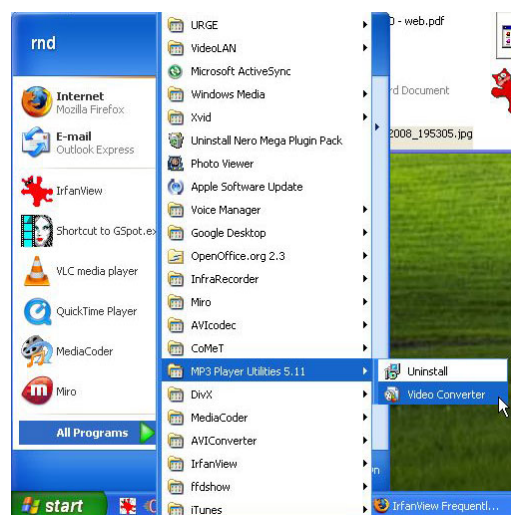 rnd
Internet
Mozilla Firefox
E-mail
Outlook Express
IrfanView
Shortcut to GSpot.ex
VLC media player
QuickTime Player
MediaCoder
Miro
All Programs
start
URGE
VideoLAN
Microsoft ActiveSync
Windows Media
Xvid
Uninstall Nero Mega Plugin Pack
Photo Viewer
Apple Software Update
Voice Manager
Google Desktop
OpenOffice.org 2.3
InfraRecorder
Miro
AVIcodec
CoMeT
MP3 Player Utilities 5.11
DivX
MediaCoder
AVIConverter
IrfanView
ffdshow
iTunes
Uninstall
Video Converter
- web.pdf
rd Document
2008_195305.jpg
IrfanView Frequentl...